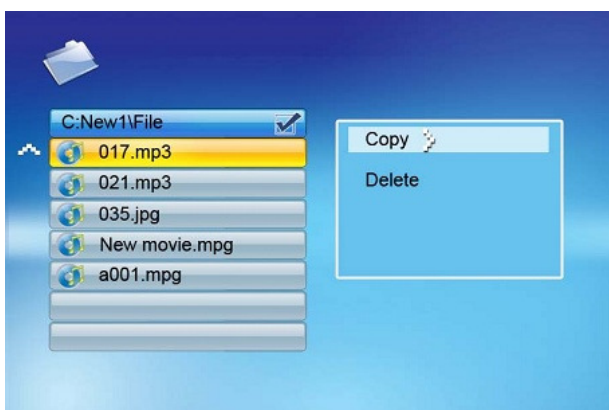 C:New1\File
017.mp3
021.mp3
035.jpg
New movie.mpg
a001.mpg
Copy
Delete